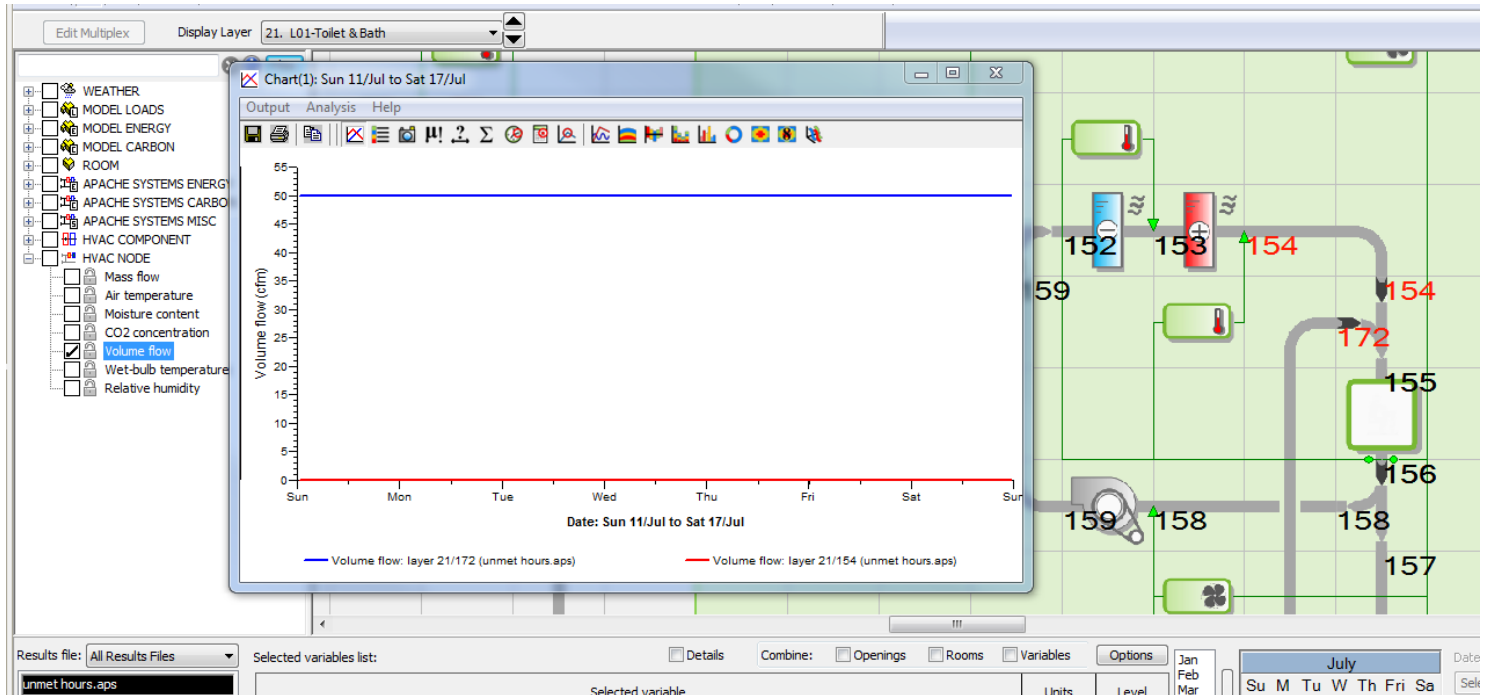 Edit Multiplex Display Layer 21. L01-Toilet & Bath
WEATHER
MODEL LOADS
MODEL ENERGY
MODEL CARBON
ROOM
APACHE SYSTEMS ENERGY
APACHE SYSTEMS CARBO
APACHE SYSTEMS MISC
HVAC COMPONENT
HVAC NODE
Mass flow
Air temperature
Moisture content
CO2 concentration
Volume flow
Wet-bulb temperature
Relative humidity
Chart(1): Sun 11/Jul to Sat 17/Jul
Output Analysis Help
Volume flow (cfm)
55
50
45
40
35
30
25
20
15
10
5
0
Sun Mon Tue Wed Thu Fri Sat Sun
Date: Sun 11/Jul to Sat 17/Jul
Volume flow: layer 21/172 (unmet hours.aps) Volume flow: layer 21/154 (unmet hours.aps)
152 153 154
59 154
172
155
156
159 158 158
157
Results file: All Results Files Selected variables list: Details Combine: Openings Rooms Variables Options
unmet hours.aps
Selected variable Units Level
Jan
Feb
Mar
July
Su M Tu W Th Fri Sa
Date
Sele